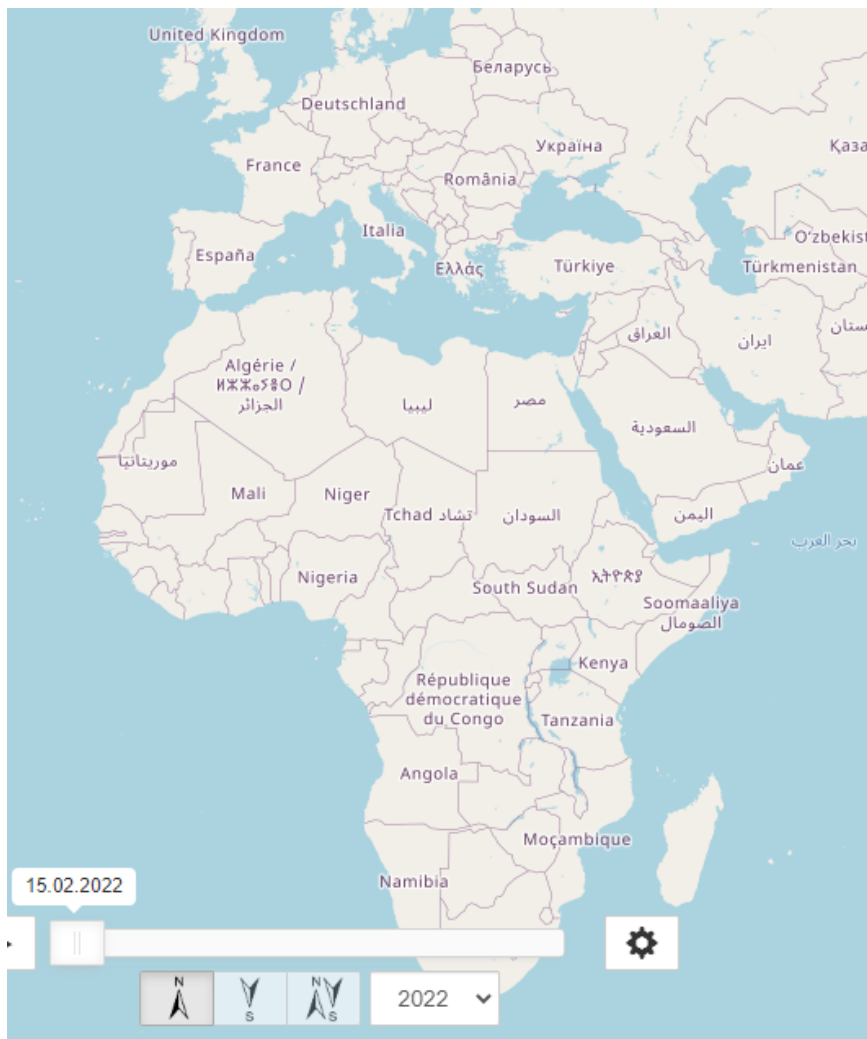 United Kingdom
Беларусь
Deutschland
Україна
Қаза
France
România
Italia
O‘zbekist
España
Ελλάς
Türkiye
Türkmenistan
ستان
العراق
ایران
Algérie /
ⵍⵣⵣⴰⵢⴻⵔ /
الجزائر
ليبيا
مصر
السعودية
موريتانيا
عمان
Mali
Niger
Tchad تشاد
السودان
اليمن
بحر العرب
Nigeria
South Sudan
ኢትዮጵያ
Soomaaliya
الصومال
Kenya
République
démocratique
du Congo
Tanzania
Angola
Moçambique
Namibia
15.02.2022
N
S
N
S
2022